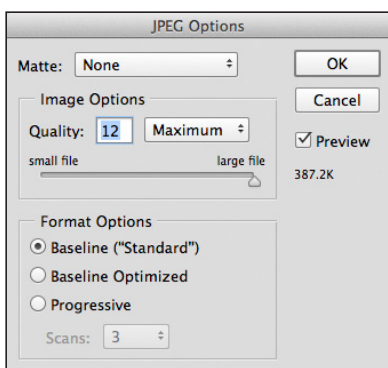 JPEG Options
Matte: None OK
Image Options Cancel
Quality: 12 Maximum Preview
small file large file
387.2K
Format Options
Baseline ("Standard")
Baseline Optimized
Progressive
Scans: 3